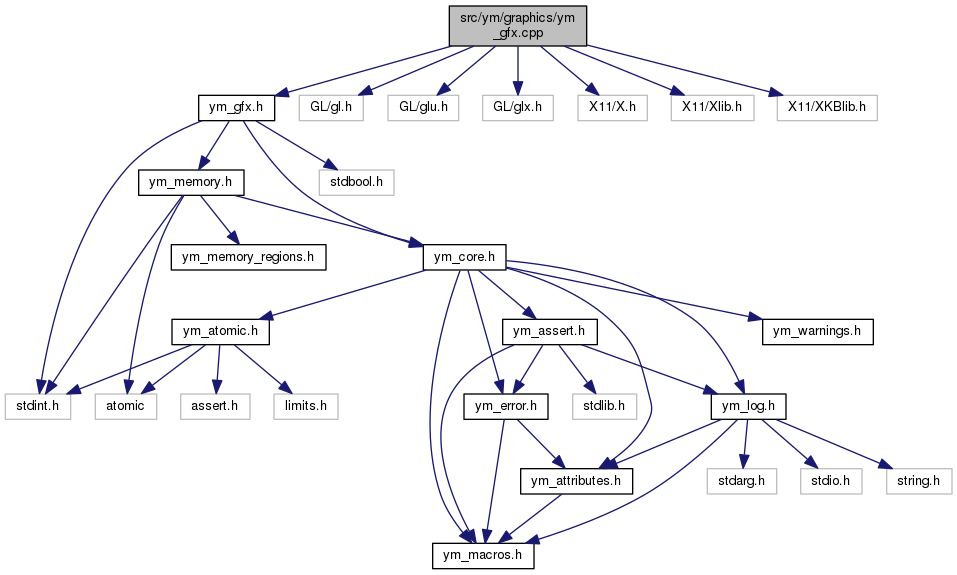 src/ym/graphics/ym
_gfx.cpp
ym_gfx.h
GL/gl.h
GL/glu.h
GL/glx.h
X11/X.h
X11/Xlib.h
X11/XKBlib.h
ym_memory.h
stdbool.h
ym_memory_regions.h
ym_core.h
ym_atomic.h
ym_assert.h
ym_warnings.h
stdint.h
atomic
assert.h
limits.h
ym_error.h
stdlib.h
ym_log.h
ym_attributes.h
stdarg.h
stdio.h
string.h
ym_macros.h